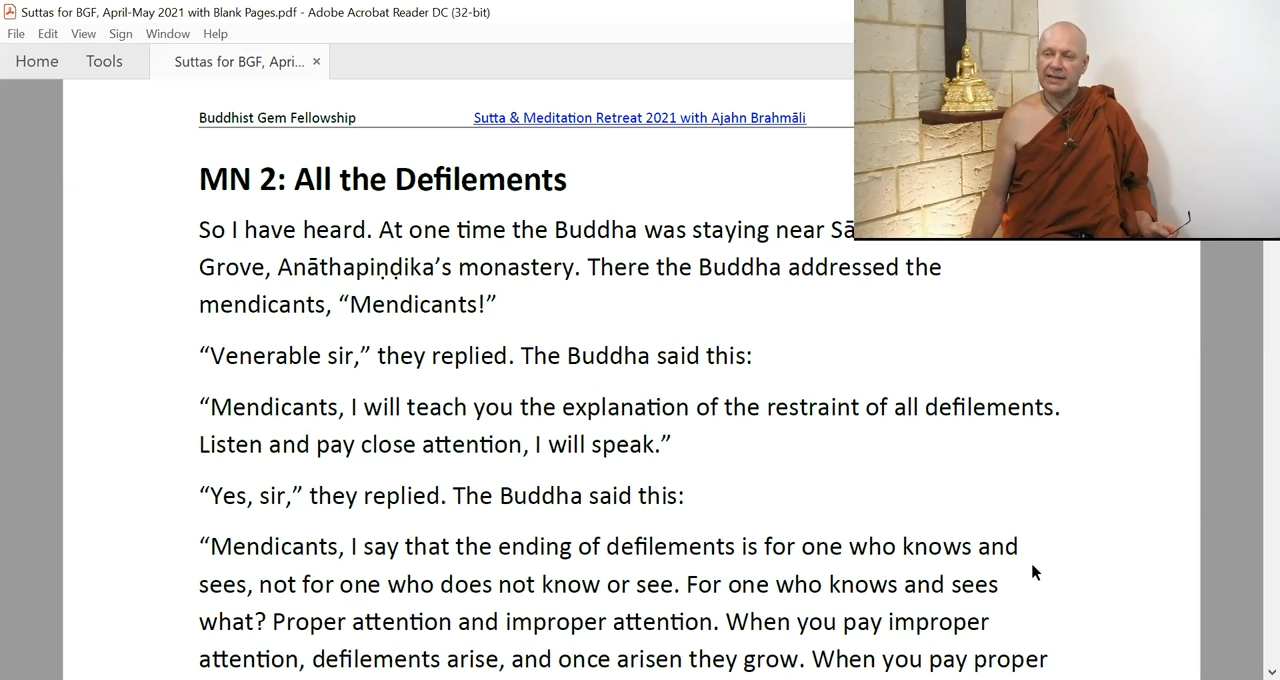 Suttas for BGF, April-May 2021 with Blank Pages.pdf - Adobe Acrobat Reader DC (32-bit)
File Edit View Sign Window Help
Home Tools Suttas for BGF, Apri... ×
Buddhist Gem Fellowship Sutta & Meditation Retreat 2021 with Ajahn Brahmāli
MN 2: All the Defilements
So I have heard. At one time the Buddha was staying near Sā
Grove, Anāthapiṇḍika’s monastery. There the Buddha addressed the
mendicants, “Mendicants!”
“Venerable sir,” they replied. The Buddha said this:
“Mendicants, I will teach you the explanation of the restraint of all defilements.
Listen and pay close attention, I will speak.”
“Yes, sir,” they replied. The Buddha said this:
“Mendicants, I say that the ending of defilements is for one who knows and
sees, not for one who does not know or see. For one who knows and sees
what? Proper attention and improper attention. When you pay improper
attention, defilements arise, and once arisen they grow. When you pay proper